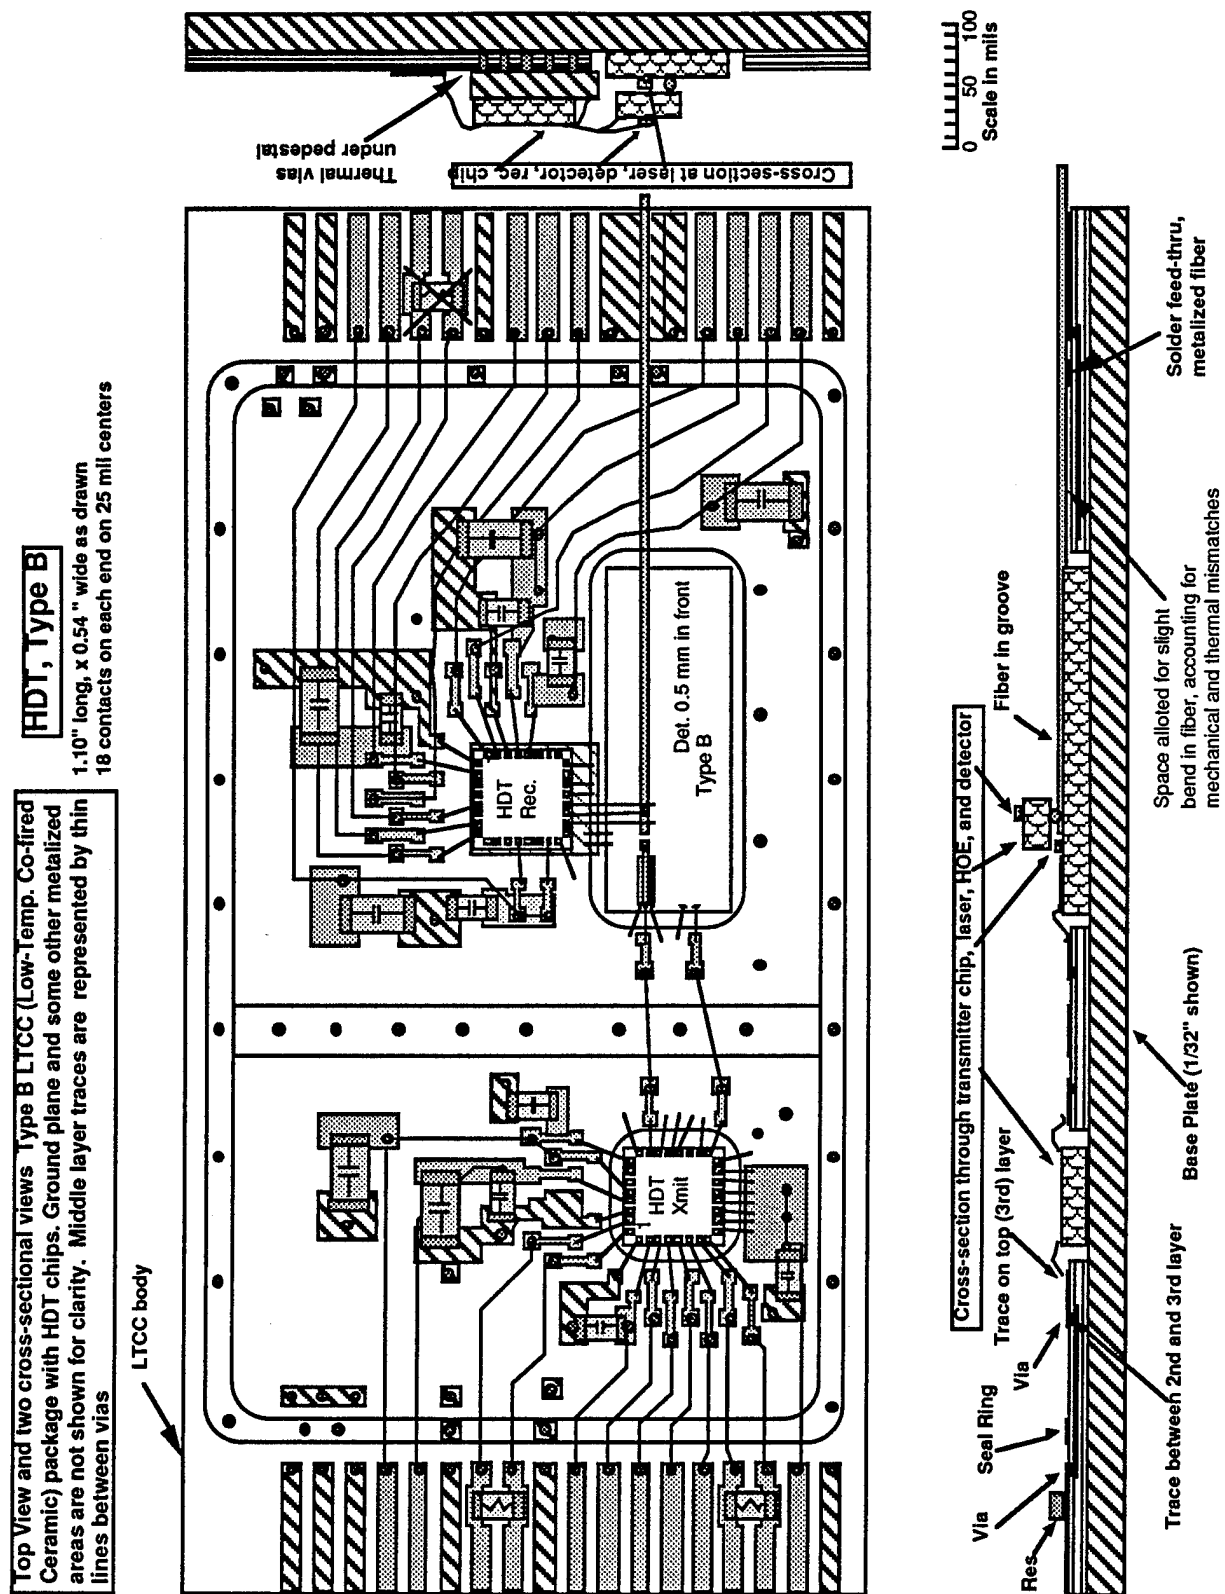 Top View and two cross-sectional views Type B LTCC (Low-Temp. Co-fired
Ceramic) package with HDT chips. Ground plane and some other metalized
areas are not shown for clarity. Middle layer traces are represented by thin
lines between vias
HDT, Type B
1.10" long, x 0.54 " wide as drawn
18 contacts on each end on 25 mil centers
LTCC body
HDT
Rec.
Det. 0.5 mm in front
Type B
1
HDT
Xmit
Thermal vias
under pedestal
Cross-section at laser, detector, rec. chip
0 50 100
Scale in mils
Cross-section through transmitter chip, laser, HOE, and detector
Res
Via
Seal Ring
Via
Trace on top (3rd) layer
Fiber in groove
Trace between 2nd and 3rd layer
Base Plate (1/32" shown)
Space alloted for slight
bend in fiber, accounting for
mechanical and thermal mismatches
Solder feed-thru,
metalized fiber